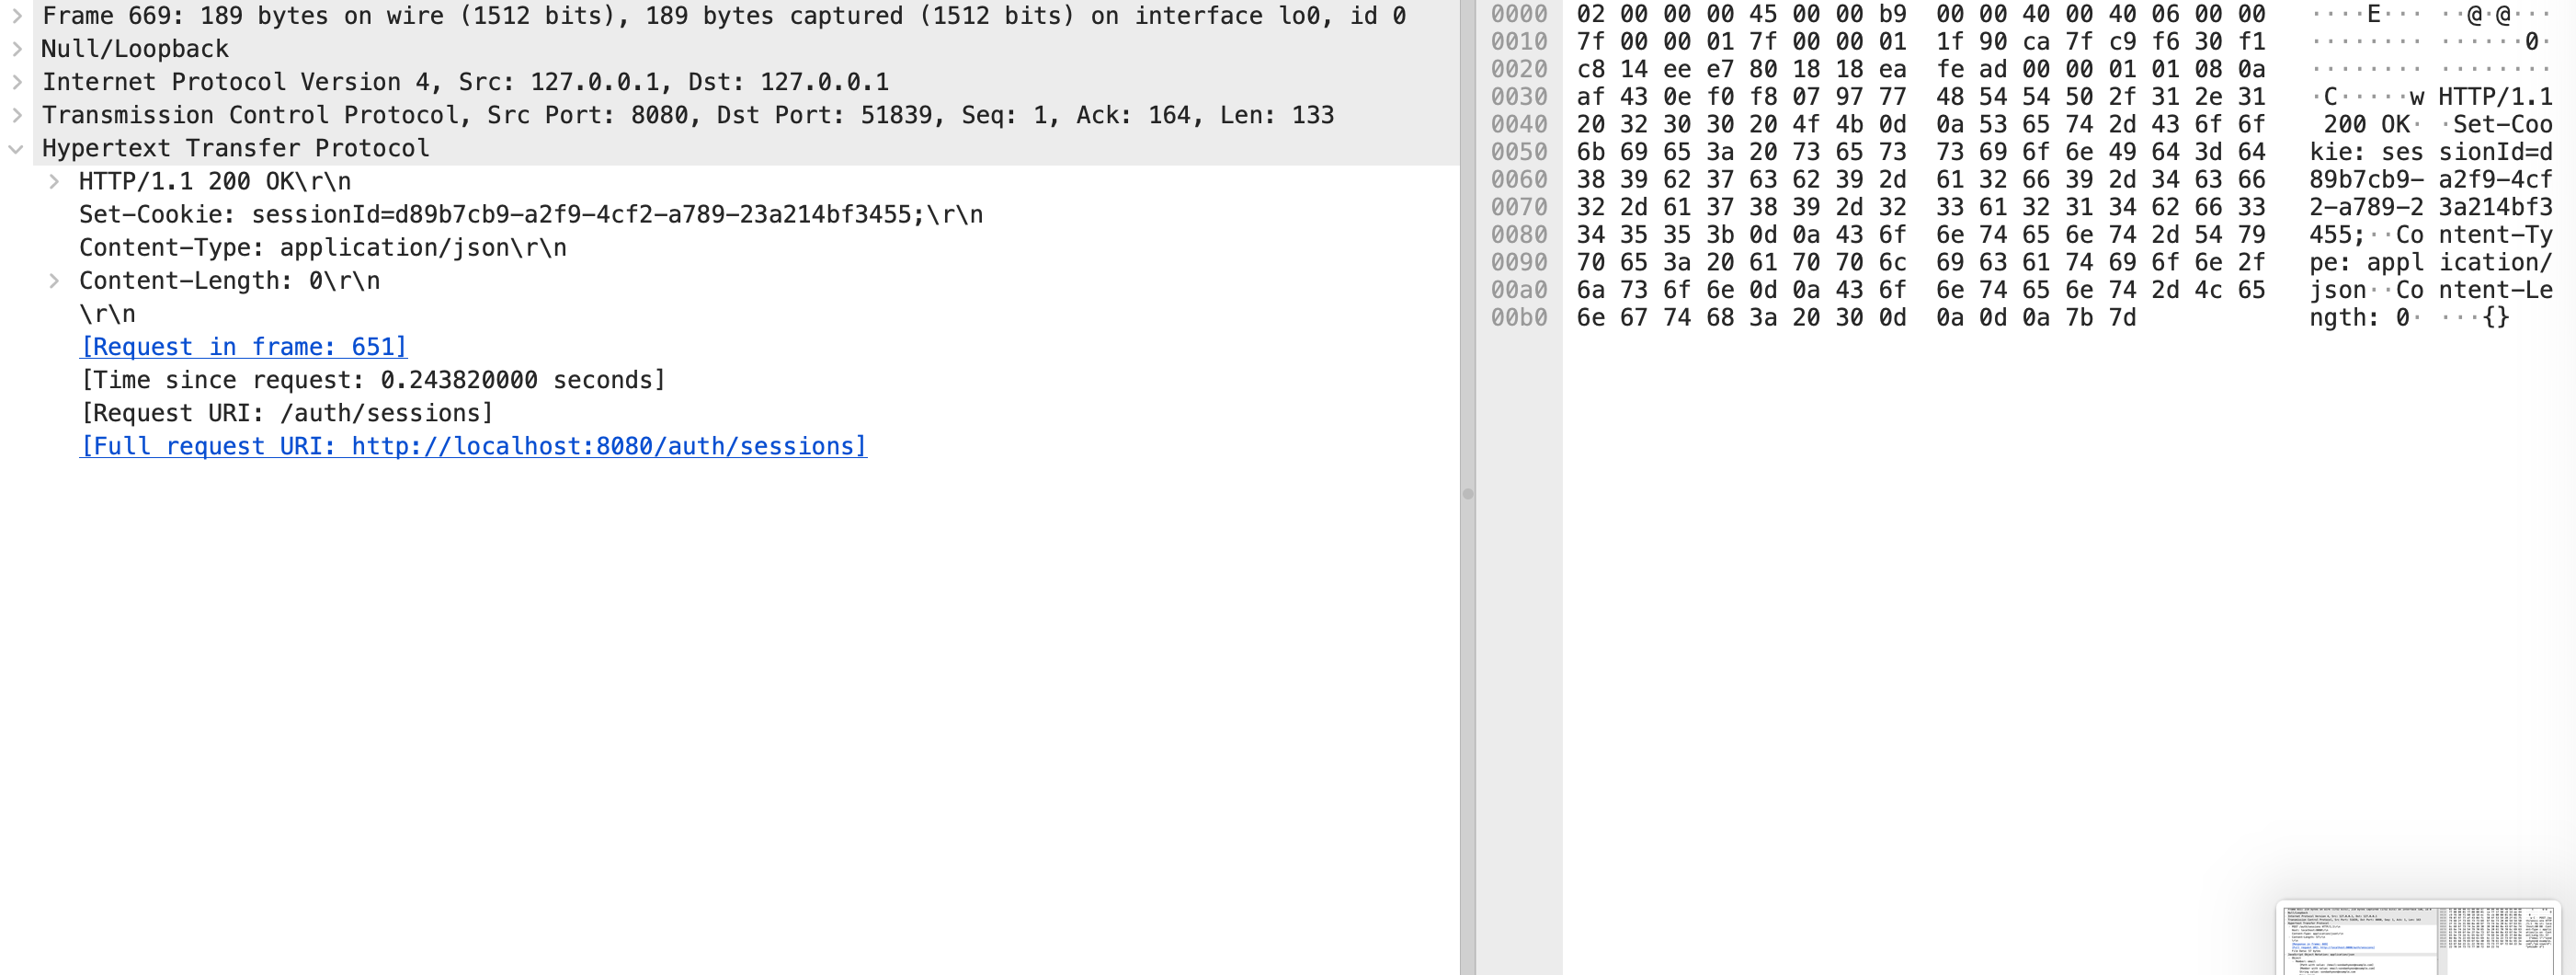 Frame 669: 189 bytes on wire (1512 bits), 189 bytes captured (1512 bits) on interface lo0, id 0
Null/Loopback
Internet Protocol Version 4, Src: 127.0.0.1, Dst: 127.0.0.1
Transmission Control Protocol, Src Port: 8080, Dst Port: 51839, Seq: 1, Ack: 164, Len: 133
Hypertext Transfer Protocol
HTTP/1.1 200 OK\r\n
Set-Cookie: sessionId=d89b7cb9-a2f9-4cf2-a789-23a214bf3455;\r\n
Content-Type: application/json\r\n
Content-Length: 0\r\n
\r\n
[Request in frame: 651]
[Time since request: 0.243820000 seconds]
[Request URI: /auth/sessions]
[Full request URI: http://localhost:8080/auth/sessions]
0000 02 00 00 00 45 00 00 b9 00 00 40 00 40 06 00 00 ····E··· ··@·@···
0010 7f 00 00 01 7f 00 00 01 1f 90 ca 7f c9 f6 30 f1 ········ ······0·
0020 c8 14 ee e7 80 18 18 ea fe ad 00 00 01 01 08 0a ········ ········
0030 af 43 0e f0 f8 07 97 77 48 54 54 50 2f 31 2e 31 ·C·····w HTTP/1.1
0040 20 32 30 30 20 4f 4b 0d 0a 53 65 74 2d 43 6f 6f  200 OK· ·Set-Coo
0050 6b 69 65 3a 20 73 65 73 73 69 6f 6e 49 64 3d 64 kie: ses sionId=d
0060 38 39 62 37 63 62 39 2d 61 32 66 39 2d 34 63 66 89b7cb9- a2f9-4cf
0070 32 2d 61 37 38 39 2d 32 33 61 32 31 34 62 66 33 2-a789-2 3a214bf3
0080 34 35 35 3b 0d 0a 43 6f 6e 74 65 6e 74 2d 54 79 455;··Co ntent-Ty
0090 70 65 3a 20 61 70 70 6c 69 63 61 74 69 6f 6e 2f pe: appl ication/
00a0 6a 73 6f 6e 0d 0a 43 6f 6e 74 65 6e 74 2d 4c 65 json··Co ntent-Le
00b0 6e 67 74 68 3a 20 30 0d 0a 0d 0a 7b 7d ngth: 0· ···{}